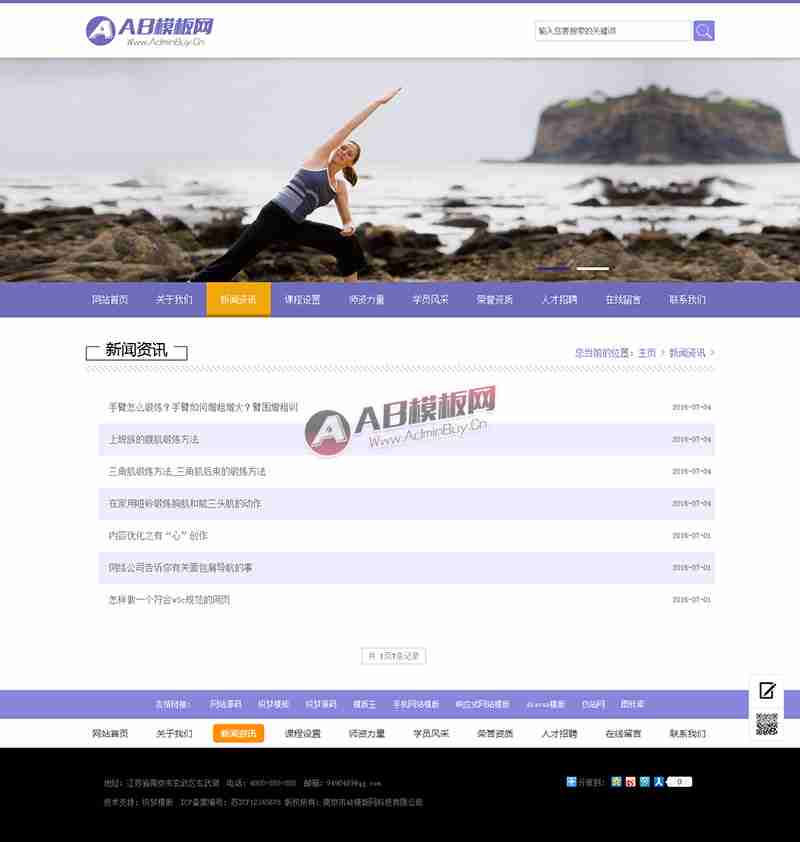 AB模板网
Www.AdminBuy.Cn
输入您要搜索的关键词
网站首页 关于我们 新闻资讯 课程设置 师资力量 学员风采 荣誉资质 人才招聘 在线留言 联系我们
新闻资讯
您当前的位置：主页 > 新闻资讯 >
手臂怎么锻炼？手臂如何增粗增大？臂围增粗训 2016-07-04
AB模板网
Www.AdminBuy.Cn
上班族的腹肌锻炼方法 2016-07-04
三角肌锻炼方法_三角肌后束的锻炼方法 2016-07-04
在家用哑铃锻炼胸肌和肱三头肌的动作 2016-07-04
内页优化之有“心”创作 2016-07-01
网络公司告诉你有关面包屑导航的事 2016-07-01
怎样做一个符合w3c规范的网页 2016-07-01
共 1页7条记录
友情链接： 网站源码 织梦模板 织梦源码 模板王 手机网站模板 响应式网站模板 discuz模板 仿站网 图栈库
网站首页 关于我们 新闻资讯 课程设置 师资力量 学员风采 荣誉资质 人才招聘 在线留言 联系我们
地址：江苏省南京市玄武区玄武湖 电话：4000-000-000 邮箱：9490489@qq.com
分享到： 0
技术支持：织梦模板 ICP备案编号：苏ICP12345678 版权所有：南京市AB模板网科技有限公司